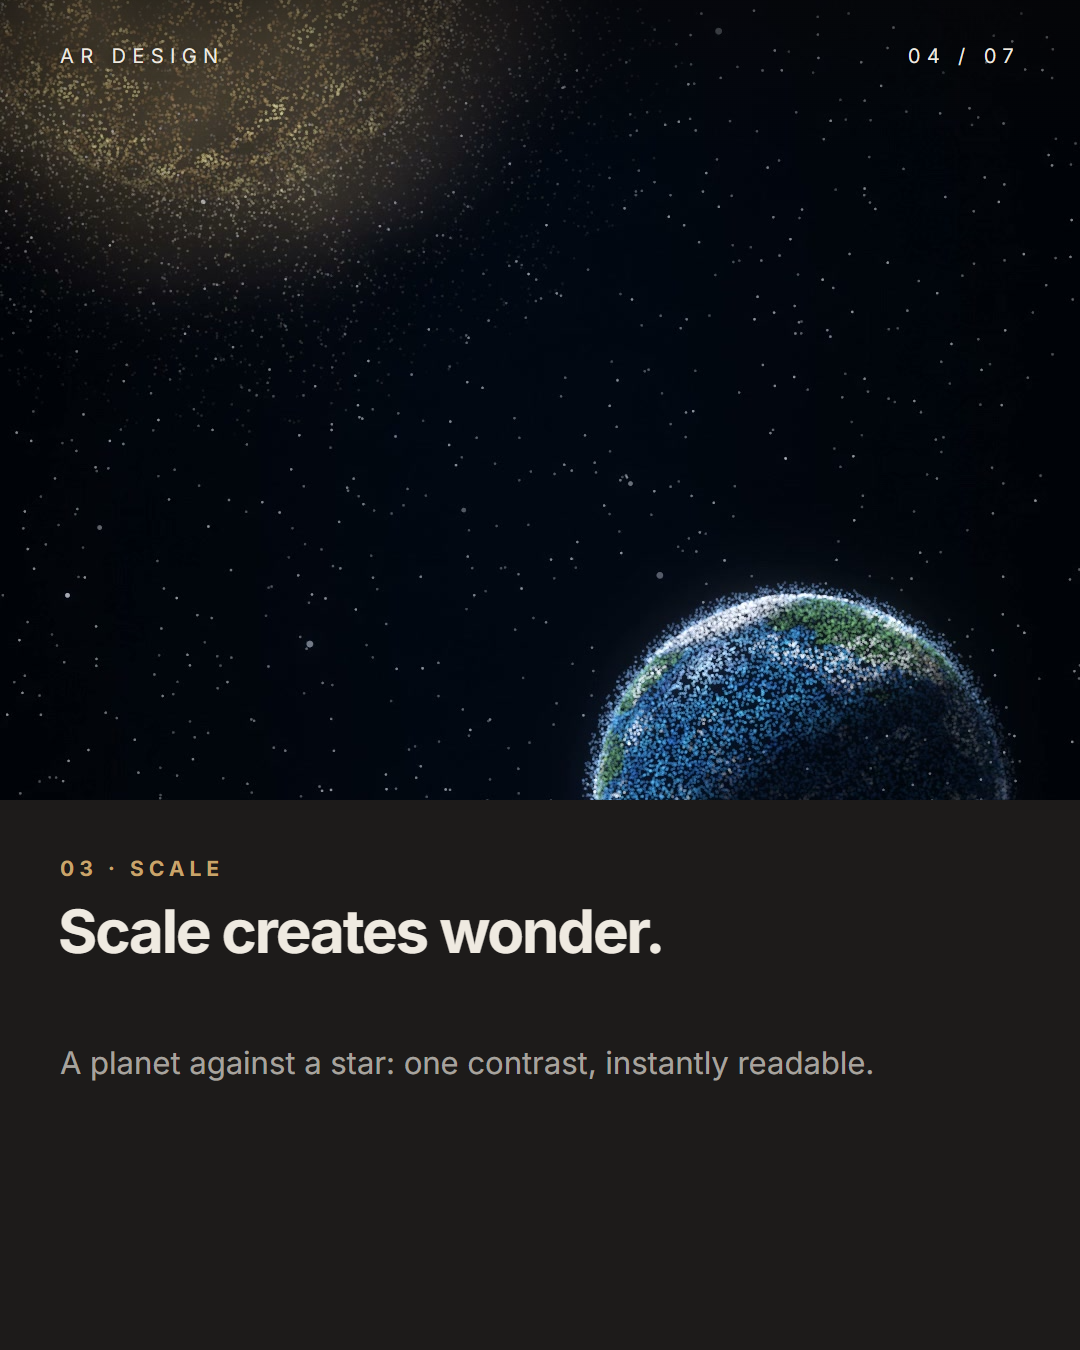 AR DESIGN
04 / 07
03 · SCALE
Scale creates wonder.
A planet against a star: one contrast, instantly readable.